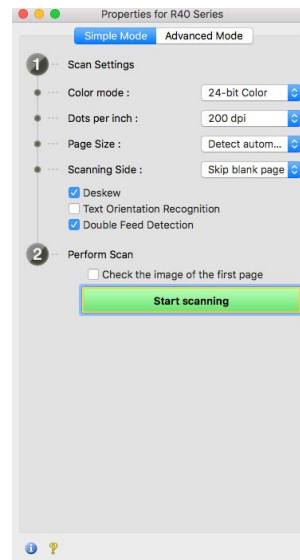 Properties for R40 Series
Simple Mode Advanced Mode
1 Scan Settings
Color mode : 24-bit Color
Dots per inch : 200 dpi
Page Size : Detect autom...
Scanning Side : Skip blank page
Deskew
Text Orientation Recognition
Double Feed Detection
2 Perform Scan
Check the image of the first page
Start scanning